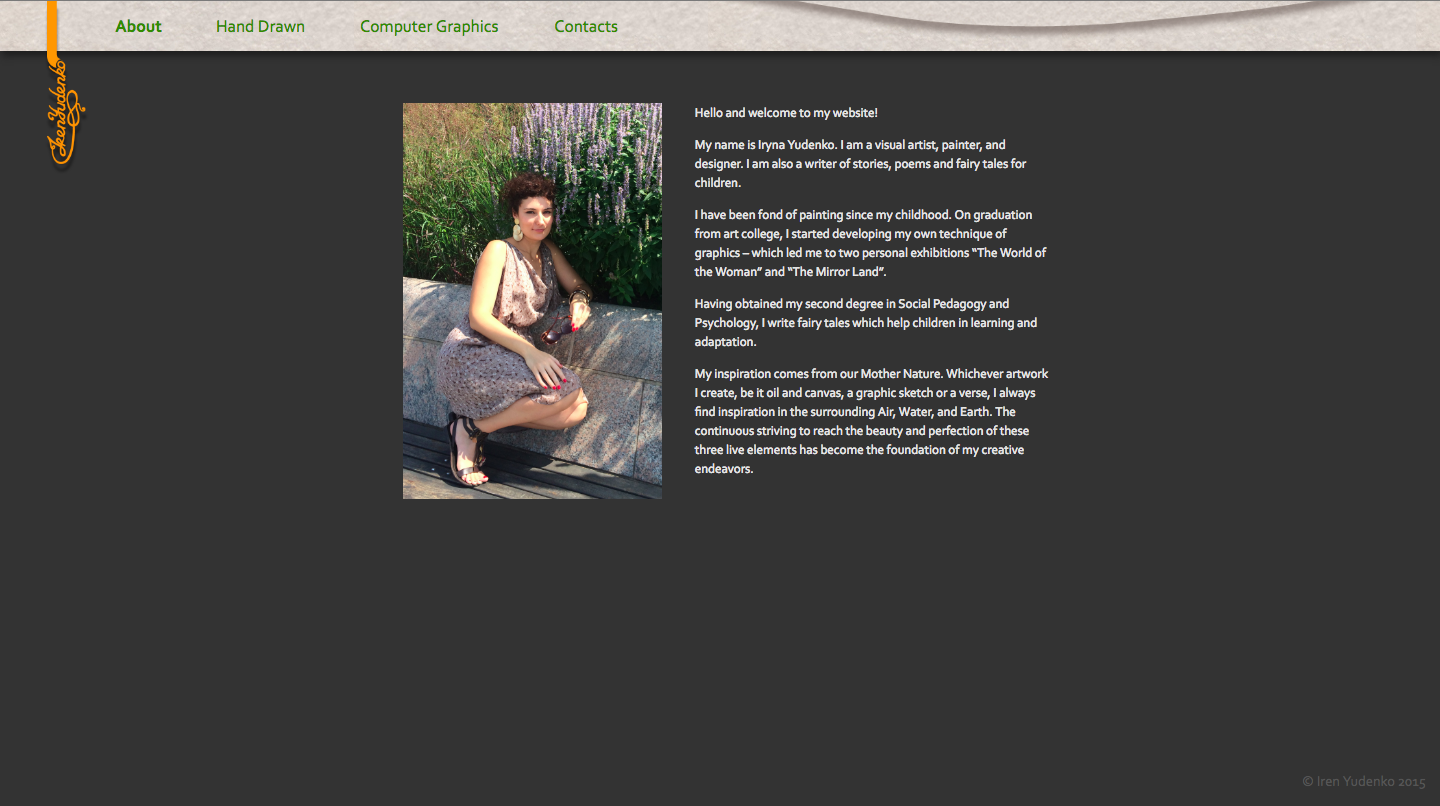 About
Hand Drawn
Computer Graphics
Contacts
Iren Yudenko
Hello and welcome to my website!
My name is Iryna Yudenko. I am a visual artist, painter, and
designer. I am also a writer of stories, poems and fairy tales for
children.
I have been fond of painting since my childhood. On graduation
from art college, I started developing my own technique of
graphics – which led me to two personal exhibitions “The World of
the Woman” and “The Mirror Land”.
Having obtained my second degree in Social Pedagogy and
Psychology, I write fairy tales which help children in learning and
adaptation.
My inspiration comes from our Mother Nature. Whichever artwork
I create, be it oil and canvas, a graphic sketch or a verse, I always
find inspiration in the surrounding Air, Water, and Earth. The
continuous striving to reach the beauty and perfection of these
three live elements has become the foundation of my creative
endeavors.
© Iren Yudenko 2015